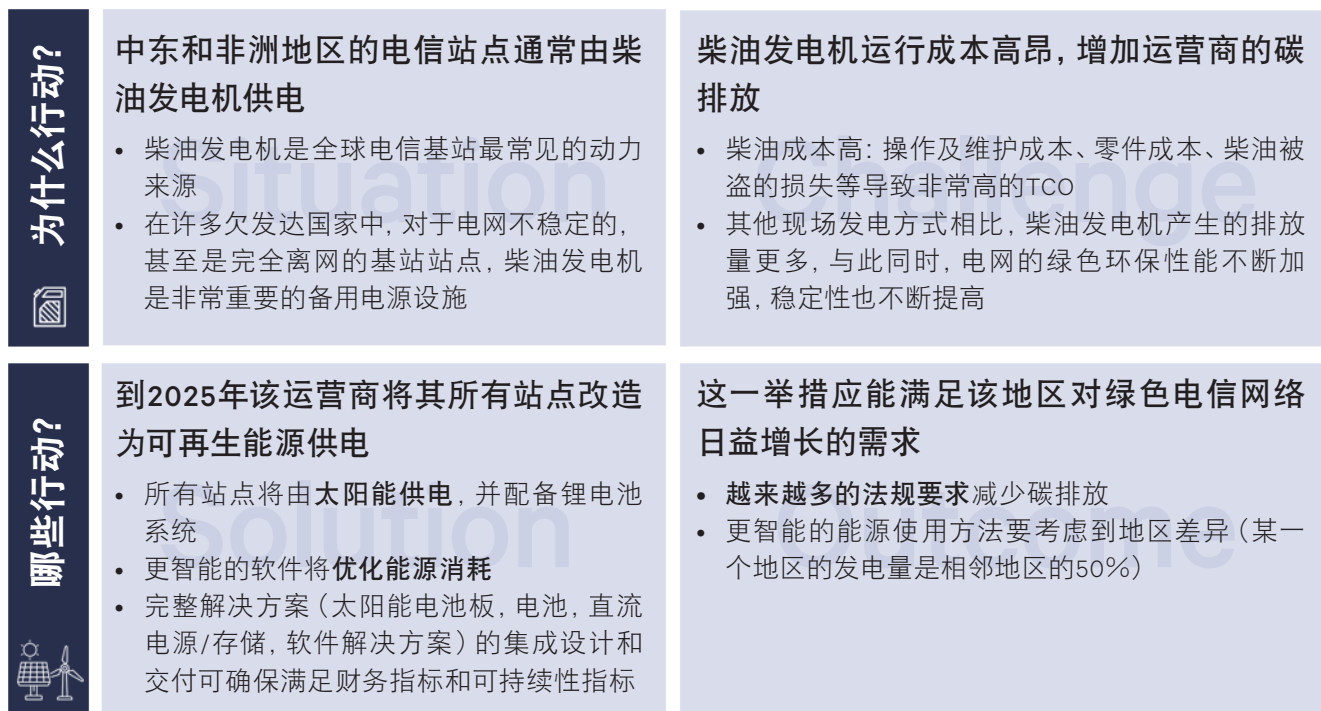 为什么行动?
中东和非洲地区的电信站点通常由柴
油发电机供电
Situation
• 柴油发电机是全球电信基站最常见的动力
来源
• 在许多欠发达国家中, 对于电网不稳定的,
甚至是完全离网的基站站点, 柴油发电机
是非常重要的备用电源设施
柴油发电机运行成本高昂, 增加运营商的碳
排放
Challenge
• 柴油成本高: 操作及维护成本、零件成本、柴油被
盗的损失等导致非常高的TCO
• 其他现场发电方式相比, 柴油发电机产生的排放
量更多, 与此同时, 电网的绿色环保性能不断加
强, 稳定性也不断提高
哪些行动?
到2025年该运营商将其所有站点改造
为可再生能源供电
Solution
• 所有站点将由太阳能供电, 并配备锂电池
系统
• 更智能的软件将优化能源消耗
• 完整解决方案 (太阳能电池板, 电池, 直流
电源/存储, 软件解决方案) 的集成设计和
交付可确保满足财务指标和可持续性指标
这一举措应能满足该地区对绿色电信网络
日益增长的需求
Outcome
• 越来越多的法规要求减少碳排放
• 更智能的能源使用方法要考虑到地区差异 (某一
个地区的发电量是相邻地区的50%)